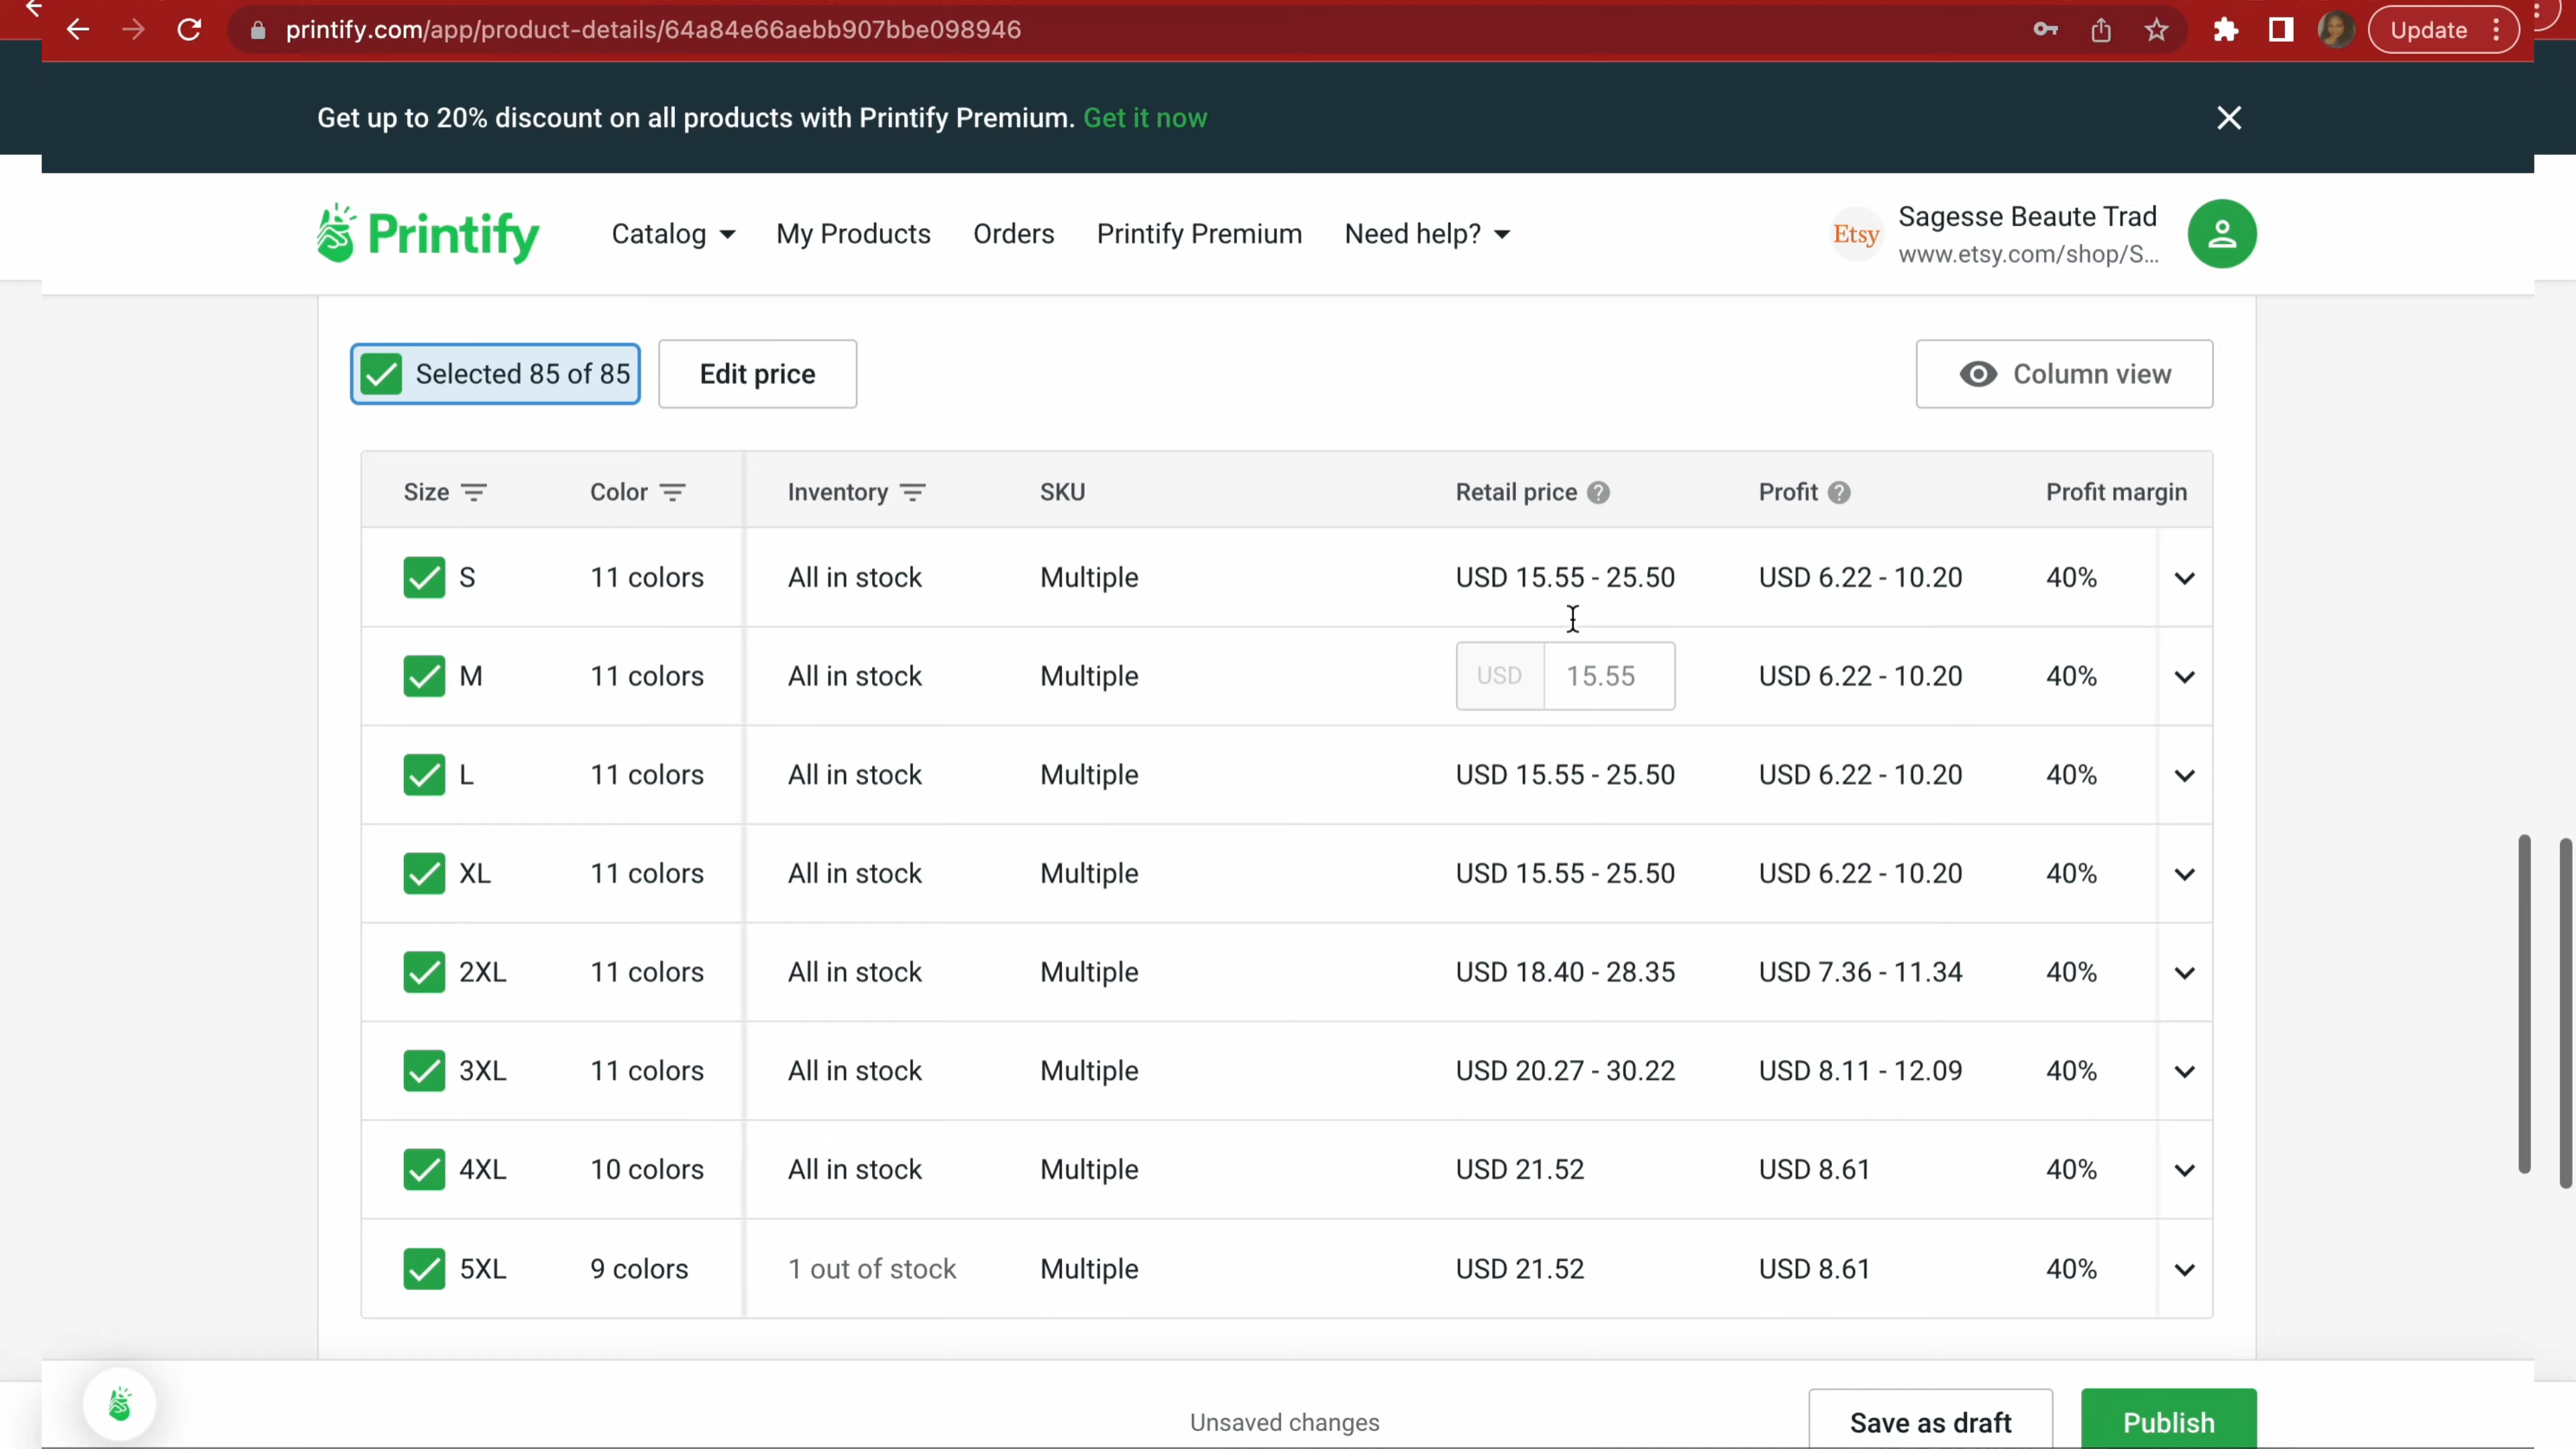 printify.com/app/product-details/64a84e66aebb907bbe098946
Update
Get up to 20% discount on all products with Printify Premium. Get it now
Printify
Catalog
My Products
Orders
Printify Premium
Need help?
Etsy
Sagesse Beaute Trad
www.etsy.com/shop/S...
Selected 85 of 85
Edit price
Column view
Size Color Inventory SKU Retail price ? Profit ? Profit margin
S 11 colors All in stock Multiple USD 15.55 - 25.50 USD 6.22 - 10.20 40%
M 11 colors All in stock Multiple USD 15.55 USD 6.22 - 10.20 40%
L 11 colors All in stock Multiple USD 15.55 - 25.50 USD 6.22 - 10.20 40%
XL 11 colors All in stock Multiple USD 15.55 - 25.50 USD 6.22 - 10.20 40%
2XL 11 colors All in stock Multiple USD 18.40 - 28.35 USD 7.36 - 11.34 40%
3XL 11 colors All in stock Multiple USD 20.27 - 30.22 USD 8.11 - 12.09 40%
4XL 10 colors All in stock Multiple USD 21.52 USD 8.61 40%
5XL 9 colors 1 out of stock Multiple USD 21.52 USD 8.61 40%
Unsaved changes
Save as draft
Publish